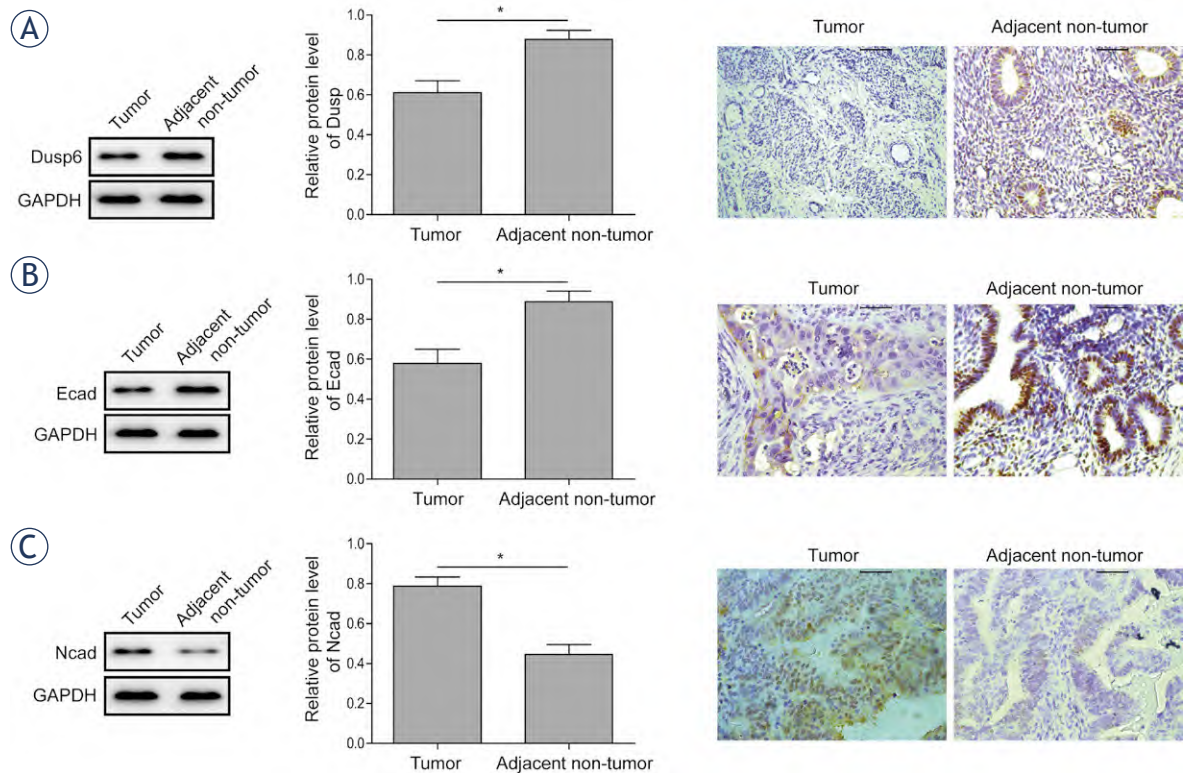 A
Tumor
Adjacent
non-tumor
Dusp6
GAPDH
Relative protein level
of Dusp
1.0
0.8
0.6
0.4
0.2
0.0
*
Tumor
Adjacent non-tumor
Tumor
Adjacent non-tumor
B
Tumor
Adjacent
non-tumor
Ecad
GAPDH
Relative protein level
of Ecad
1.0
0.8
0.6
0.4
0.2
0.0
*
Tumor
Adjacent non-tumor
Tumor
Adjacent non-tumor
C
Tumor
Adjacent
non-tumor
Ncad
GAPDH
Relative protein level
of Ncad
1.0
0.8
0.6
0.4
0.2
0.0
*
Tumor
Adjacent non-tumor
Tumor
Adjacent non-tumor